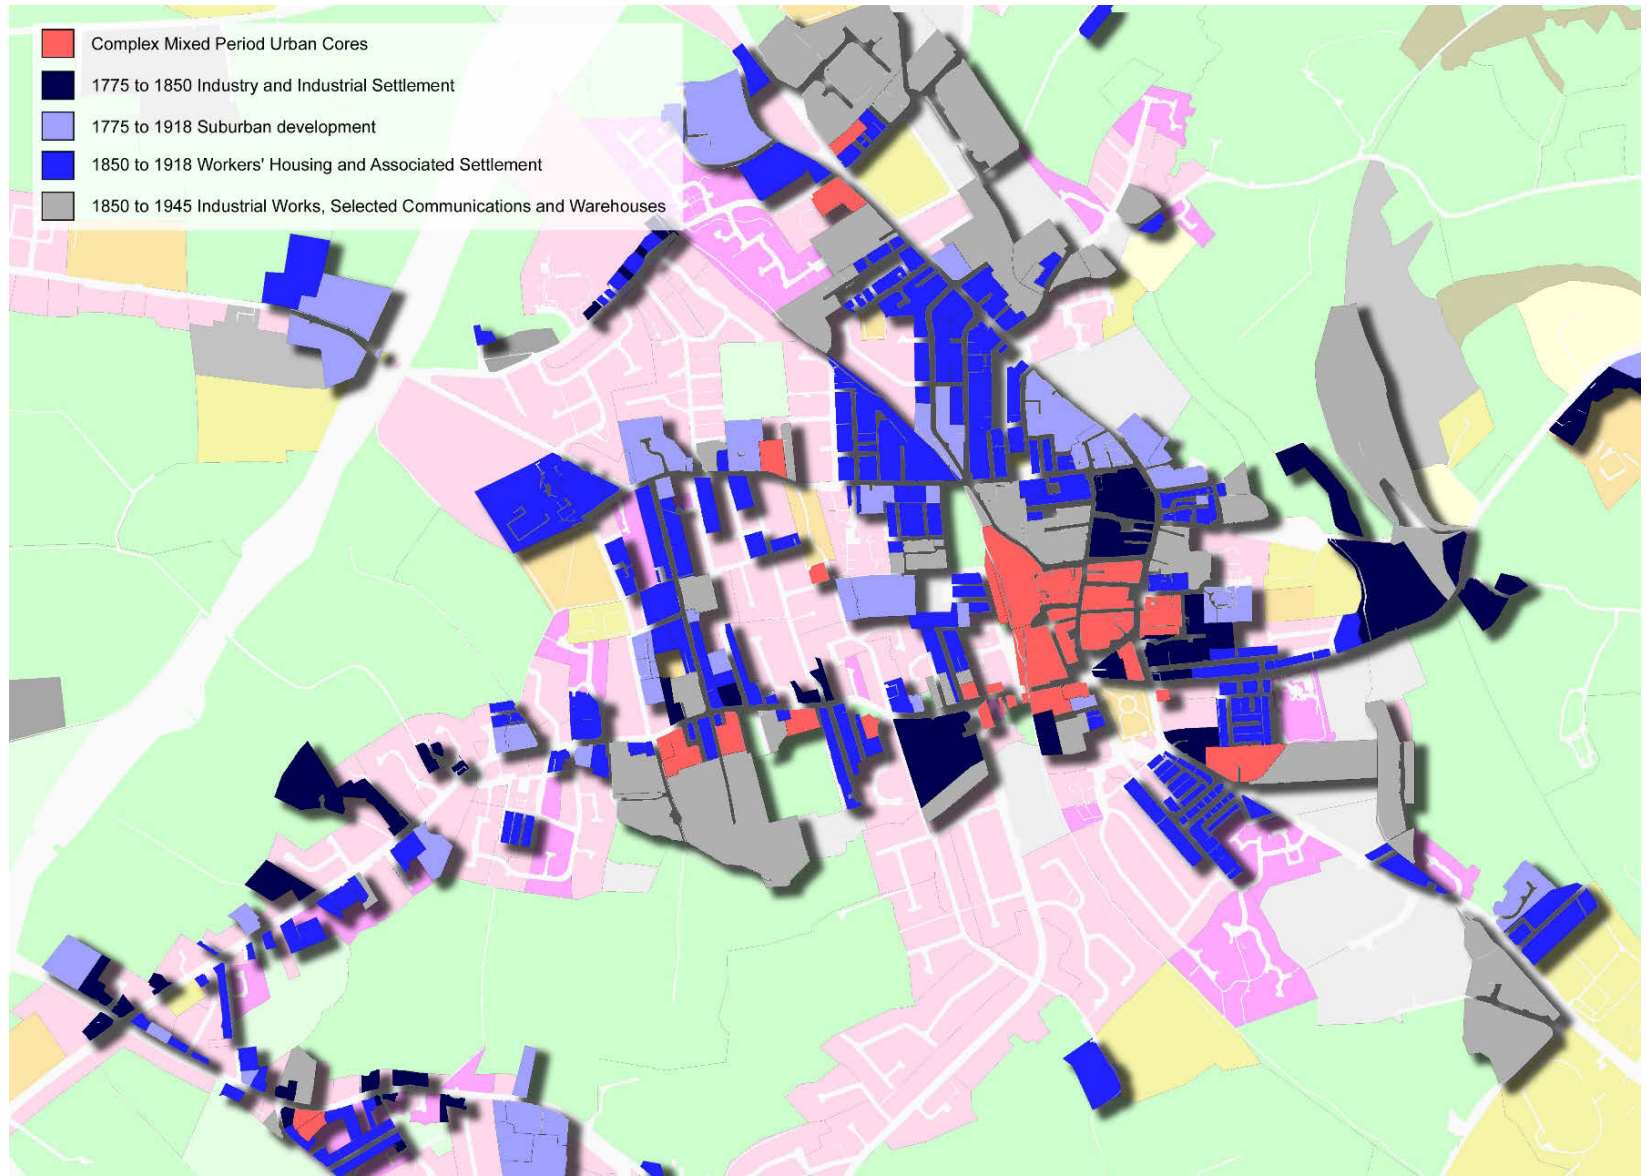 Complex Mixed Period Urban Cores
1775 to 1850 Industry and Industrial Settlement
1775 to 1918 Suburban development
1850 to 1918 Workers' Housing and Associated Settlement
1850 to 1945 Industrial Works, Selected Communications and Warehouses